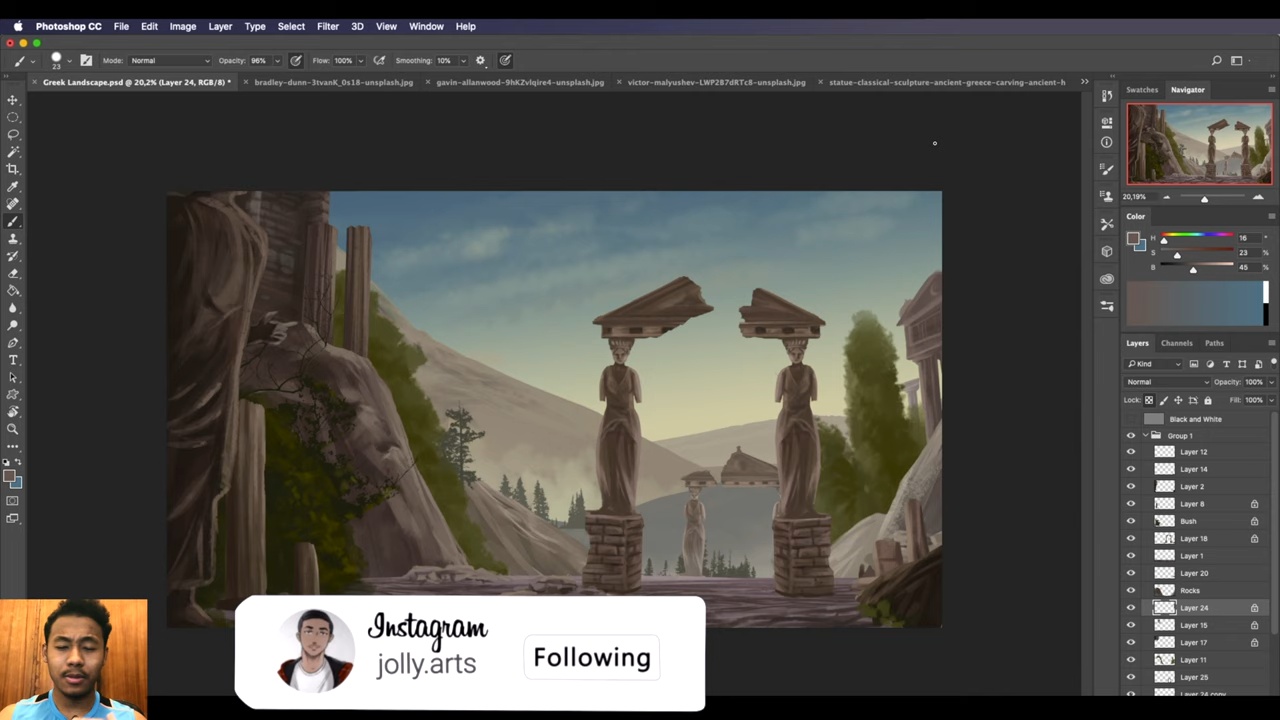 Photoshop CC File Edit Image Layer Type Select Filter 3D View Window Help
23 Mode: Normal Opacity: 96% Flow: 100% Smoothing: 10%
Greek Landscape.psd @ 20,2% (Layer 24, RGB/8) * bradley-dunn-3tvanK_0s18-unsplash.jpg gavin-allanwood-9hKZvlqire4-unsplash.jpg victor-malyushev-LWP2B7dRTc8-unsplash.jpg statue-classical-sculpture-ancient-greece-carving-ancient-h
Swatches Navigator
20,19%
Color
H 16 °
S 23 %
B 45 %
Layers Channels Paths
Kind
Normal Opacity: 100%
Lock: Fill: 100%
Black and White
Group 1
Layer 12
Layer 14
Layer 2
Layer 8
Bush
Layer 18
Layer 1
Layer 20
Rocks
Layer 24
Layer 15
Layer 17
Layer 11
Layer 25
Layer 24 copy
Instagram
jolly.arts
Following